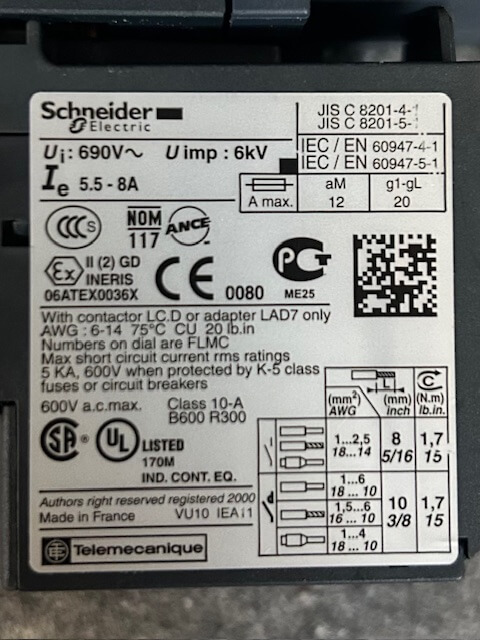 Schneider
Electric
JIS C 8201-4-1
JIS C 8201-5-1
Ui: 690V~ U imp: 6kV
IEC / EN 60947-4-1
IEC / EN 60947-5-1
Ie 5.5 - 8A
aM g1-gL
A max. 12 20
CCC S
NOM
117
ANCE
Ex II (2) GD
INERIS
06ATEX0036X
CE 0080
PCT
ME25
With contactor LC.D or adapter LAD7 only
AWG : 6-14 75°C CU 20 lb.in
Numbers on dial are FLMC
Max short circuit current rms ratings
5 KA, 600V when protected by K-5 class
fuses or circuit breakers
600V a.c.max. Class 10-A
B600 R300
SA
UL LISTED
170M
IND. CONT. EQ.
L
(mm²) (mm) (N.m)
AWG inch lb.in.
1...2,5 8 1,7
18...14 5/16 15
1...6
18 ... 10
1,5...6 10 1,7
16 ... 10 3/8 15
1...4
18 ... 10
Authors right reserved registered 2000
Made in France VU10 IEAi1
Telemecanique